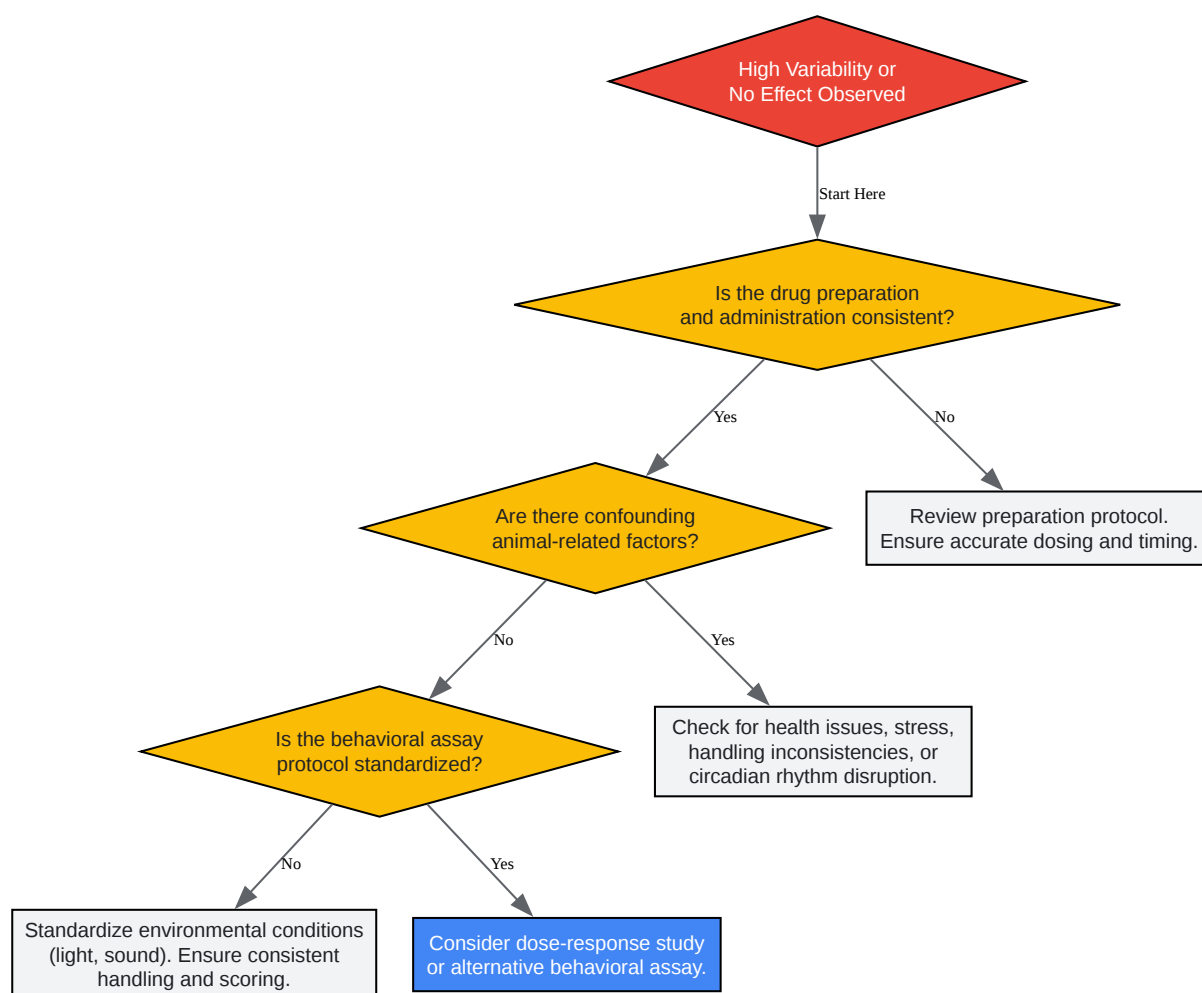 High Variability or
No Effect Observed
Start Here
Is the drug preparation
and administration consistent?
Yes
No
Are there confounding
animal-related factors?
Review preparation protocol.
Ensure accurate dosing and timing.
No
Yes
Is the behavioral assay
protocol standardized?
Check for health issues, stress,
handling inconsistencies, or
circadian rhythm disruption.
No
Yes
Standardize environmental conditions
(light, sound). Ensure consistent
handling and scoring.
Consider dose-response study
or alternative behavioral assay.